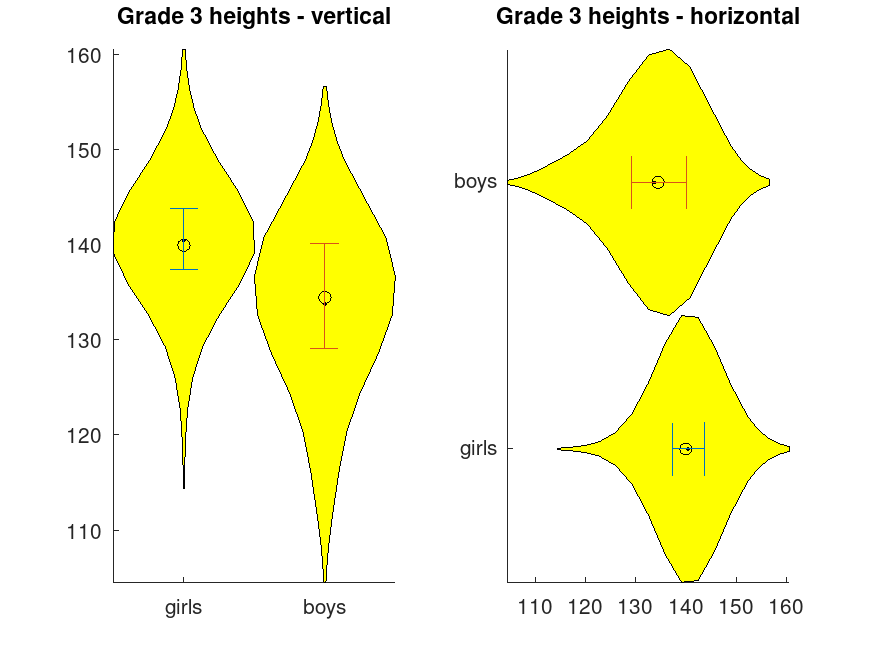 Grade 3 heights - vertical
160
150
140
130
120
110
girls boys
Grade 3 heights - horizontal
boys
girls
110 120 130 140 150 160